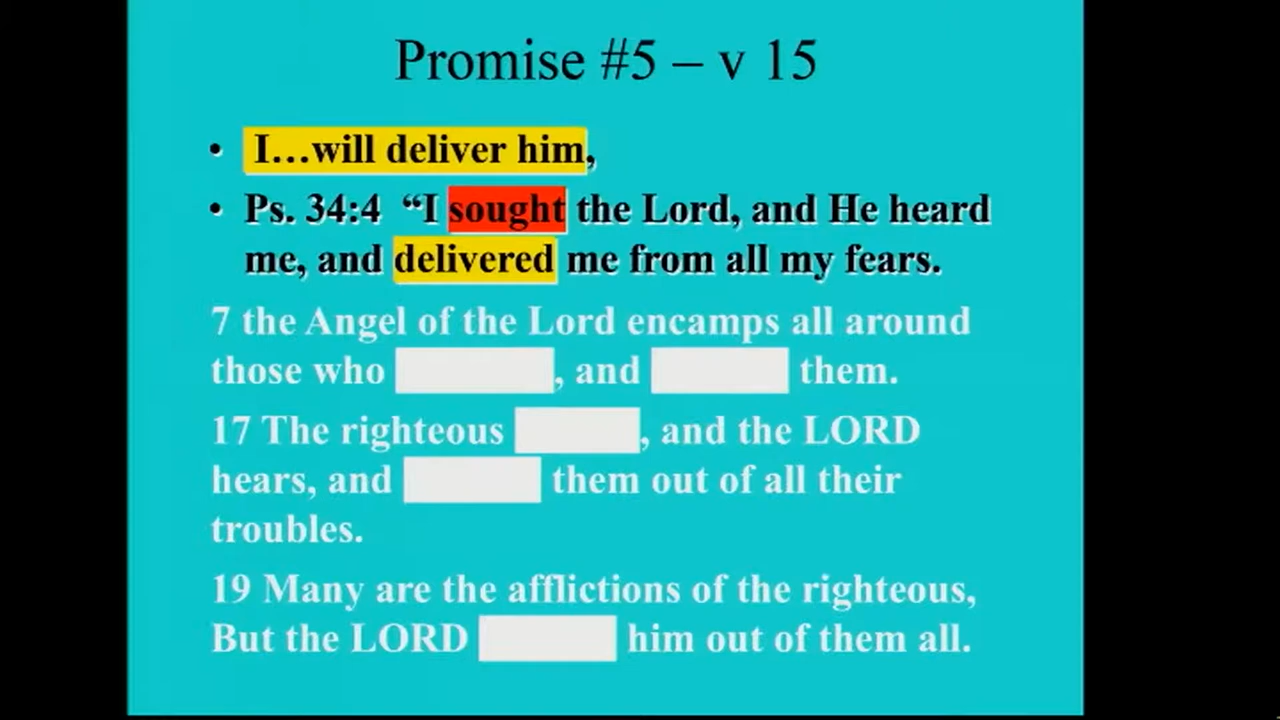 Promise #5 – v 15
• I…will deliver him,
• Ps. 34:4 “I sought the Lord, and He heard
me, and delivered me from all my fears.
7 the Angel of the Lord encamps all around
those who , and them.
17 The righteous , and the LORD
hears, and them out of all their
troubles.
19 Many are the afflictions of the righteous,
But the LORD him out of them all.